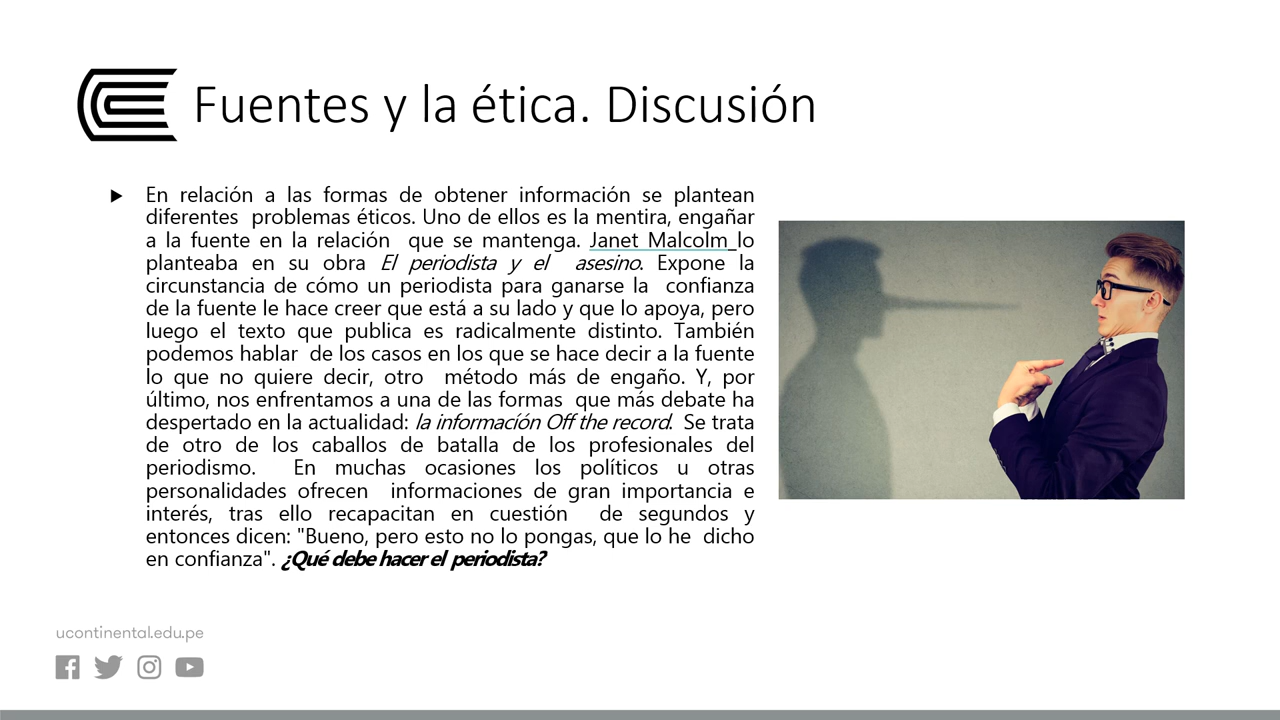 Fuentes y la ética. Discusión
En relación a las formas de obtener información se plantean
diferentes problemas éticos. Uno de ellos es la mentira, engañar
a la fuente en la relación que se mantenga. Janet Malcolm lo
planteaba en su obra El periodista y el asesino. Expone la
circunstancia de cómo un periodista para ganarse la confianza
de la fuente le hace creer que está a su lado y que lo apoya, pero
luego el texto que publica es radicalmente distinto. También
podemos hablar de los casos en los que se hace decir a la fuente
lo que no quiere decir, otro método más de engaño. Y, por
último, nos enfrentamos a una de las formas que más debate ha
despertado en la actualidad: la información Off the record. Se trata
de otro de los caballos de batalla de los profesionales del
periodismo. En muchas ocasiones los políticos u otras
personalidades ofrecen informaciones de gran importancia e
interés, tras ello recapacitan en cuestión de segundos y
entonces dicen: "Bueno, pero esto no lo pongas, que lo he dicho
en confianza". ¿Qué debe hacer el periodista?
ucontinental.edu.pe